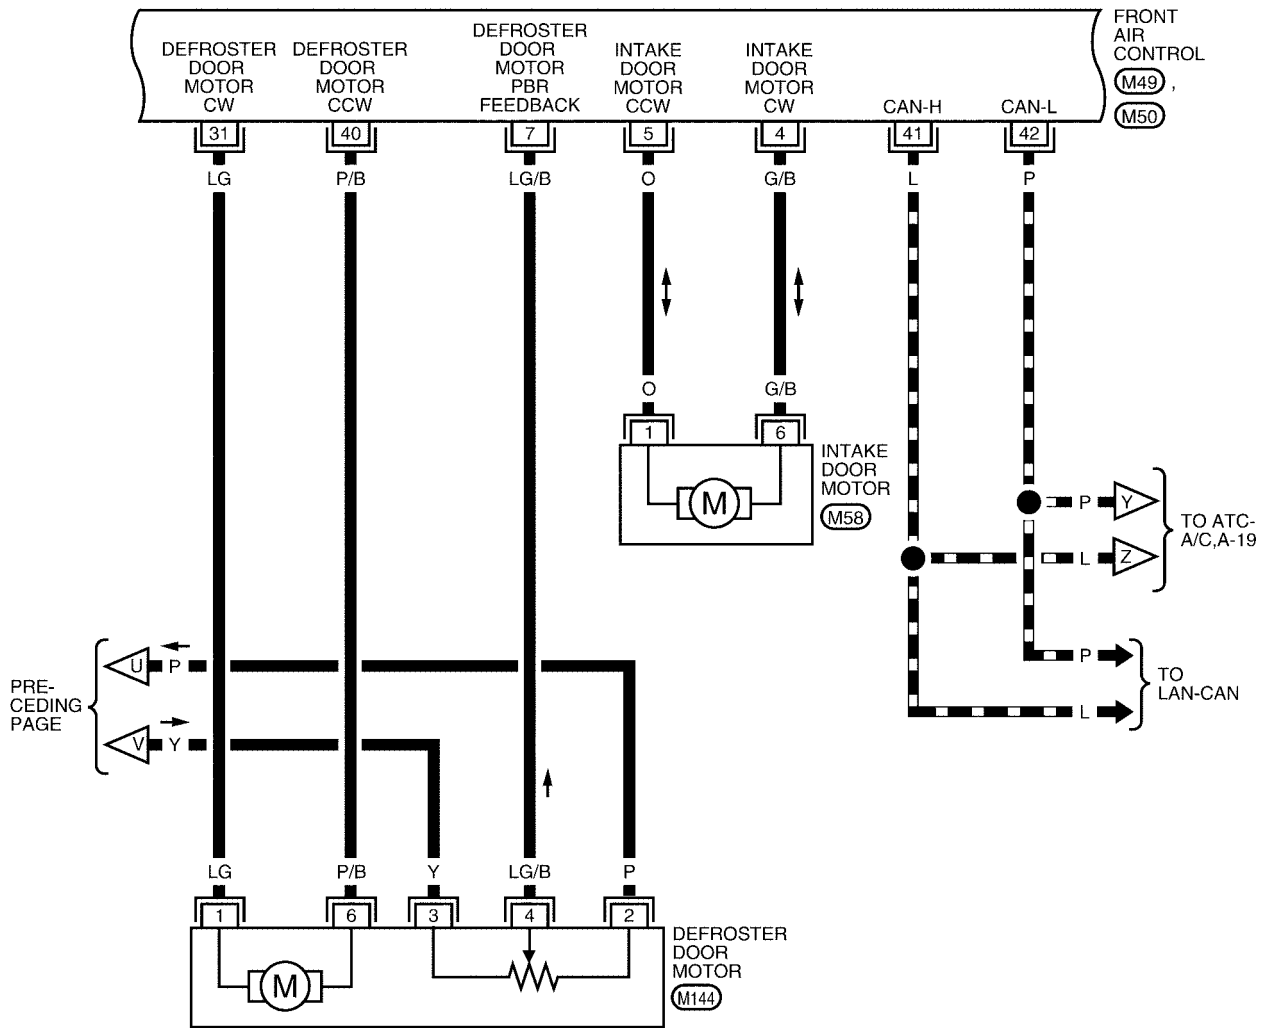 FRONT
AIR
CONTROL
M49 ,
M50
DEFROSTER
DOOR
MOTOR
CW
DEFROSTER
DOOR
MOTOR
CCW
DEFROSTER
DOOR
MOTOR
PBR
FEEDBACK
INTAKE
DOOR
MOTOR
CCW
INTAKE
DOOR
MOTOR
CW
CAN-H
CAN-L
31 40 7 5 4 41 42
LG P/B LG/B O G/B L P
O G/B
1 6
M
INTAKE
DOOR
MOTOR
M58
P Y
L Z
TO ATC-
A/C,A-19
P
L
TO
LAN-CAN
PRE-
CEDING
PAGE
U P
V Y
LG P/B Y LG/B P
1 6 3 4 2
M
DEFROSTER
DOOR
MOTOR
M144